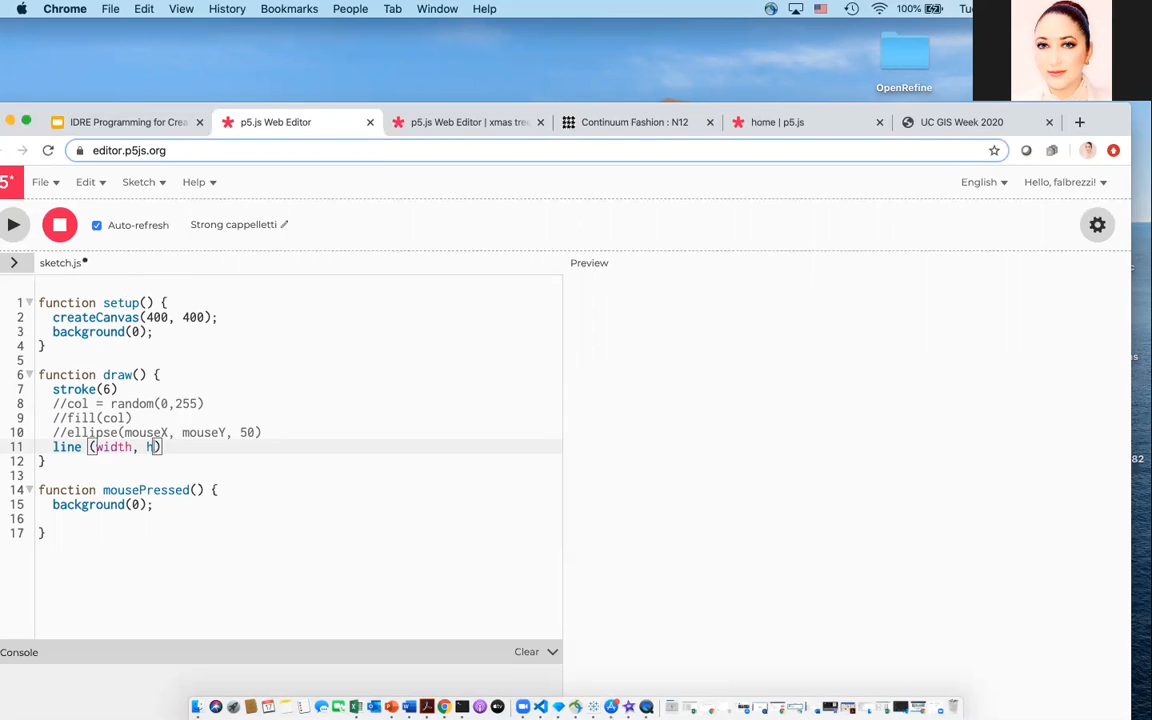 Chrome File Edit View History Bookmarks People Tab Window Help 100% Tu
OpenRefine
IDRE Programming for Crea
p5.js Web Editor
p5.js Web Editor | xmas tree
Continuum Fashion : N12
home | p5.js
UC GIS Week 2020
editor.p5js.org
5* File Edit Sketch Help English Hello, falbrezzi!
Auto-refresh Strong cappelletti
sketch.js Preview
1 function setup() {
2 createCanvas(400, 400);
3 background(0);
4 }
5
6 function draw() {
7 stroke(6)
8 //col = random(0,255)
9 //fill(col)
10 //ellipse(mouseX, mouseY, 50)
11 line (width, h)
12 }
13
14 function mousePressed() {
15 background(0);
16
17 }
Console Clear
82